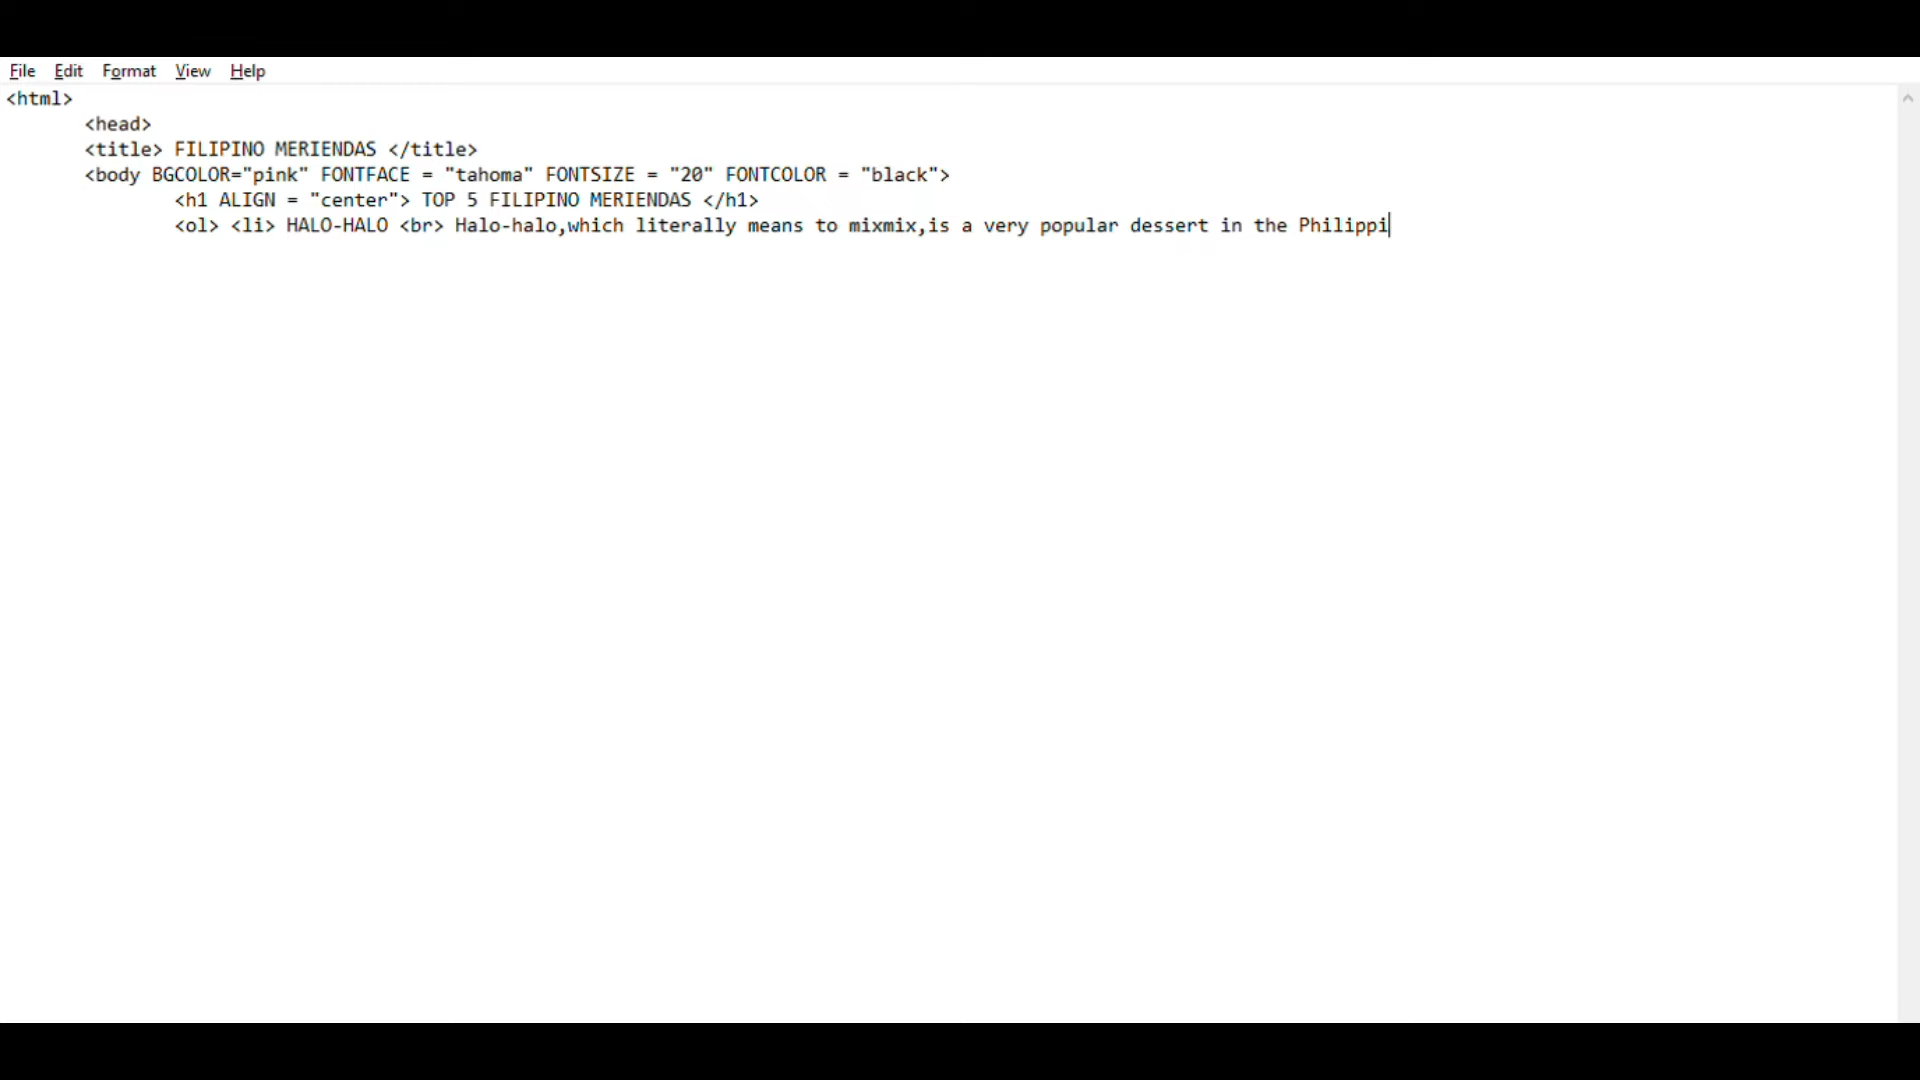 File Edit Format View Help
<html>
<head>
<title> FILIPINO MERIENDAS </title>
<body BGCOLOR="pink" FONTFACE = "tahoma" FONTSIZE = "20" FONTCOLOR = "black">
<h1 ALIGN = "center"> TOP 5 FILIPINO MERIENDAS </h1>
<ol> <li> HALO-HALO <br> Halo-halo,which literally means to mixmix,is a very popular dessert in the Philippi